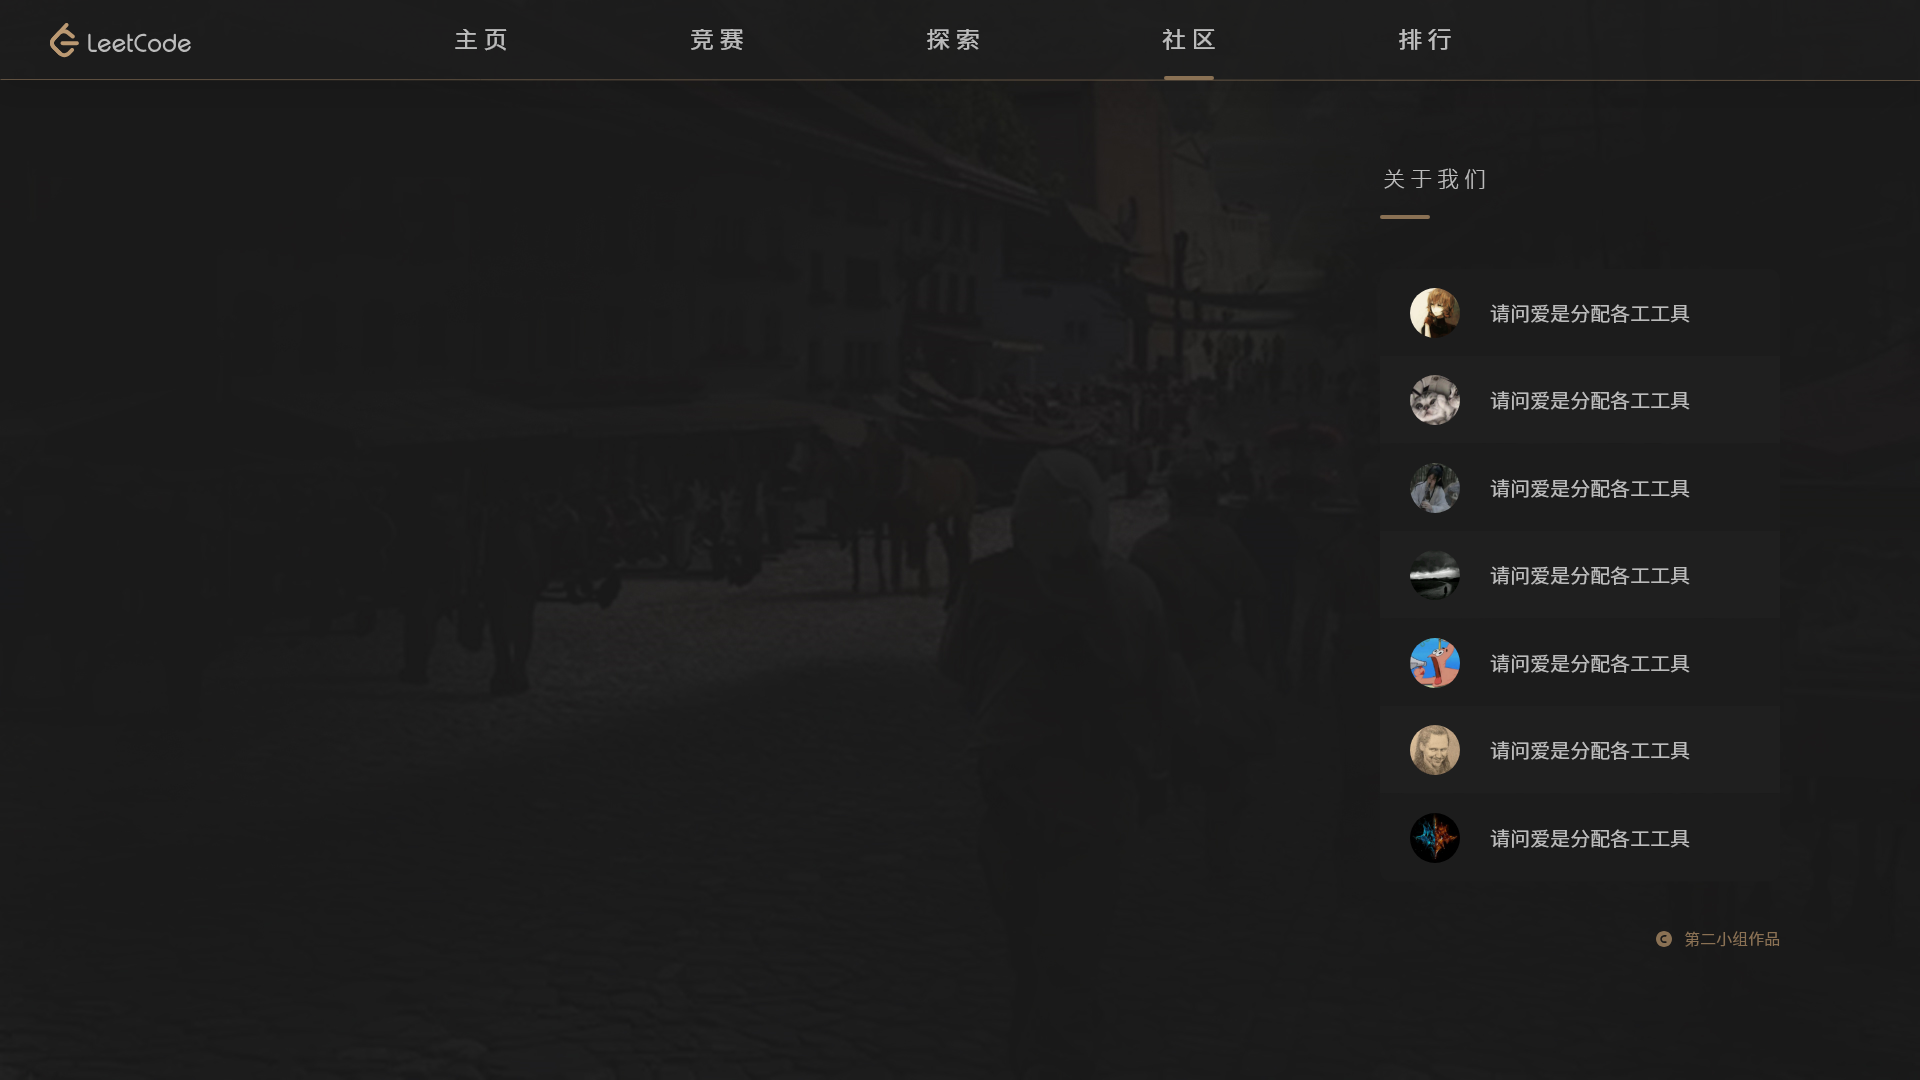 LeetCode
主页
竞赛
探索
社区
排行
关于我们
请问爱是分配各工工具
请问爱是分配各工工具
请问爱是分配各工工具
请问爱是分配各工工具
请问爱是分配各工工具
请问爱是分配各工工具
请问爱是分配各工工具
第二小组作品